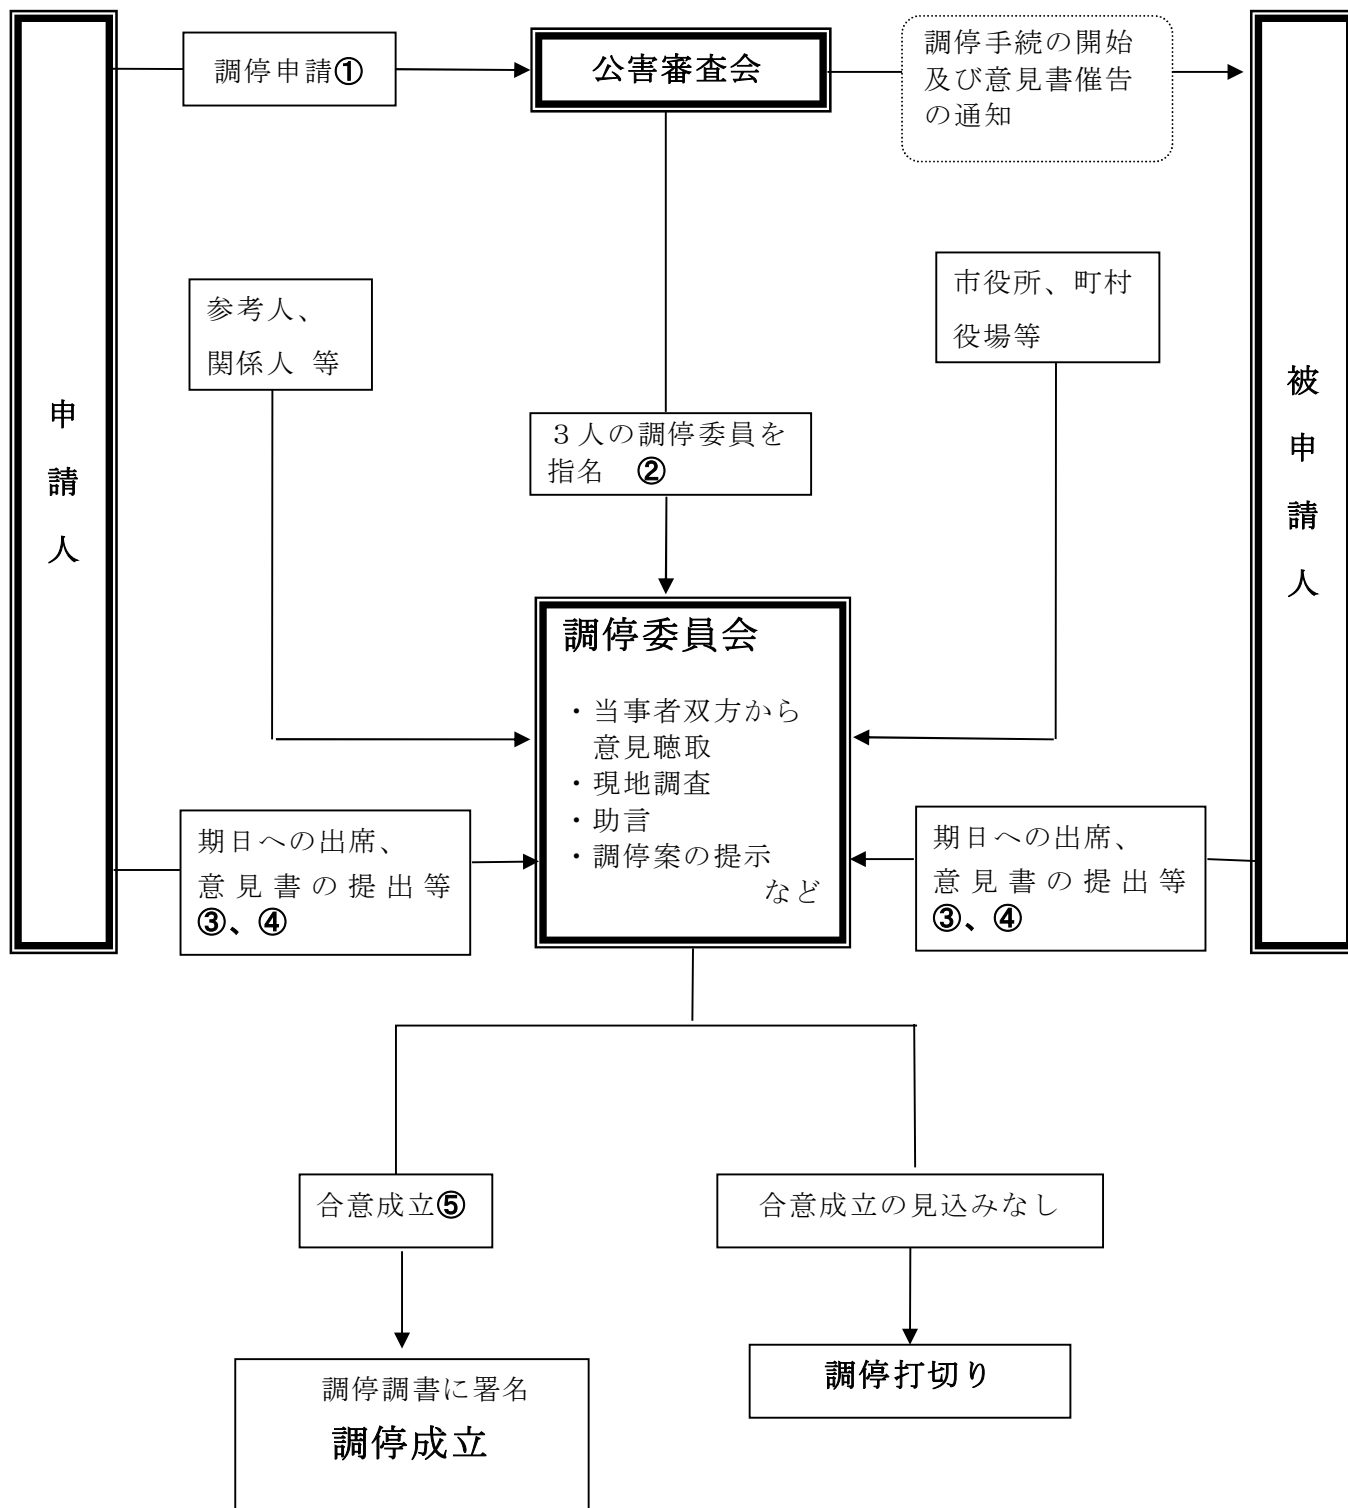 調停申請①
公害審査会
調停手続の開始
及び意見書催告
の通知
申請人
被申請人
参考人、
関係人 等
市役所、町村
役場等
3人の調停委員を
指名 ②
調停委員会
・当事者双方から
意見聴取
・現地調査
・助言
・調停案の提示
など
期日への出席、
意見書の提出等
③、④
期日への出席、
意見書の提出等
③、④
合意成立⑤
合意成立の見込みなし
調停調書に署名
調停成立
調停打切り